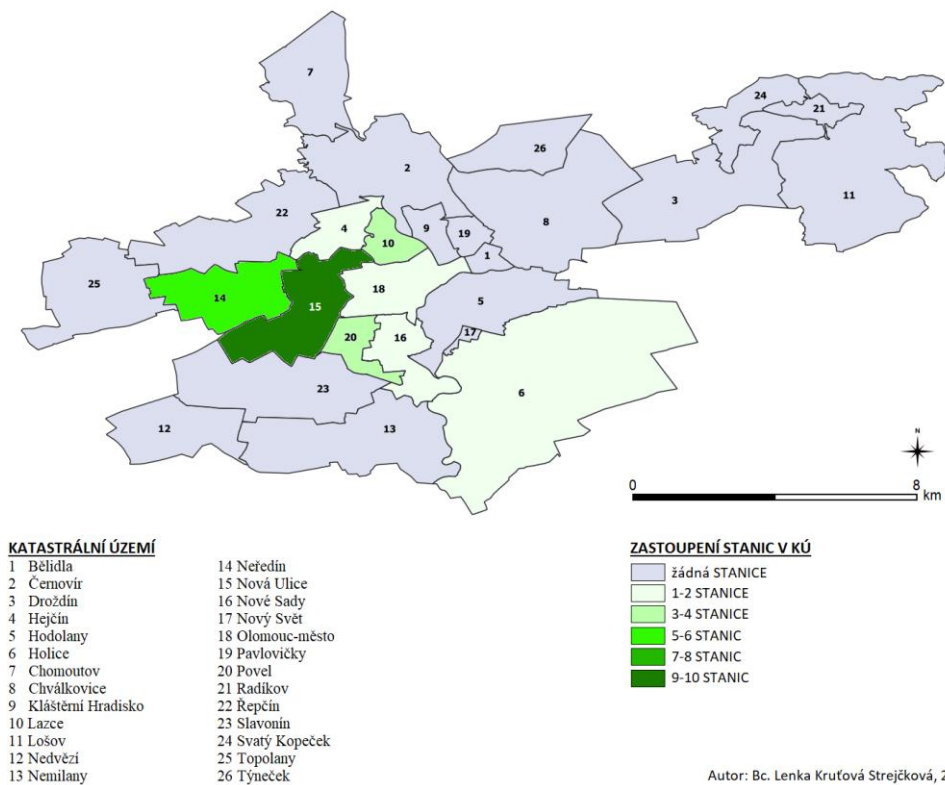 7
24
21
26
2
11
3
22
9
4
8
19
10
1
25
14
18
5
15
20
16
17
23
6
12
13
N
0 8
km
KATASTRÁLNÍ ÚZEMÍ
1 Bělidla
2 Černovír
3 Droždín
4 Hejčín
5 Hodolany
6 Holice
7 Chomoutov
8 Chválkovice
9 Klášterní Hradisko
10 Lazce
11 Lošov
12 Nedvězí
13 Nemilany
14 Neředín
15 Nová Ulice
16 Nové Sady
17 Nový Svět
18 Olomouc-město
19 Pavlovičky
20 Povel
21 Radíkov
22 Řepčín
23 Slavonín
24 Svatý Kopeček
25 Topolany
26 Týneček
ZASTOUPENÍ STANIC V KÚ
žádná STANICE
1-2 STANICE
3-4 STANICE
5-6 STANIC
7-8 STANIC
9-10 STANIC
Autor: Bc. Lenka Kruťová Strejčková, 2